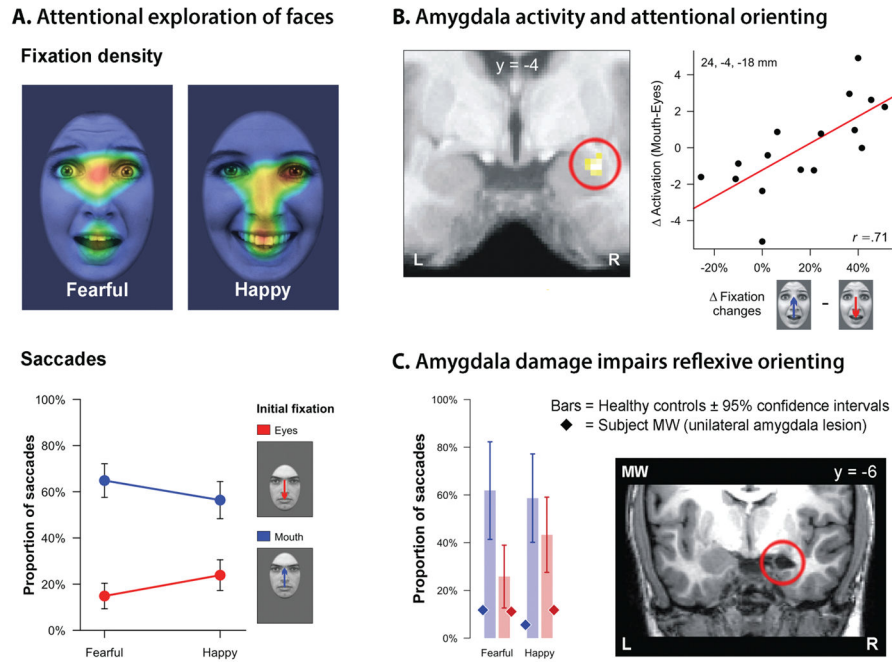 A. Attentional exploration of faces
Fixation density
Fearful
Happy
Saccades
Proportion of saccades
100%
80%
60%
40%
20%
0%
Fearful
Happy
Initial fixation
Eyes
Mouth
B. Amygdala activity and attentional orienting
y = -4
L
R
Δ Activation (Mouth-Eyes)
24, -4, -18 mm
4
2
0
-2
-4
r =.71
-20%
0%
20%
40%
Δ Fixation
changes
-
C. Amygdala damage impairs reflexive orienting
Proportion of saccades
100%
80%
60%
40%
20%
0%
Fearful
Happy
Bars = Healthy controls ± 95% confidence intervals
= Subject MW (unilateral amygdala lesion)
MW
y = -6
L
R